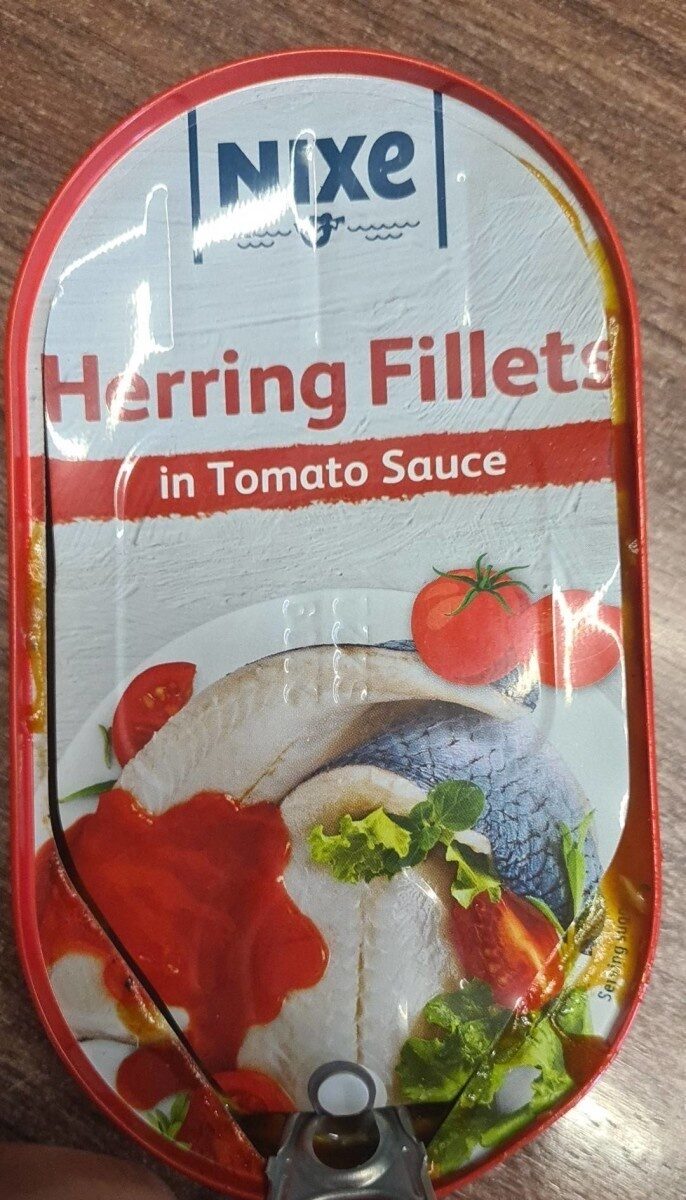 NIXe
Herring Fillets
in Tomato Sauce